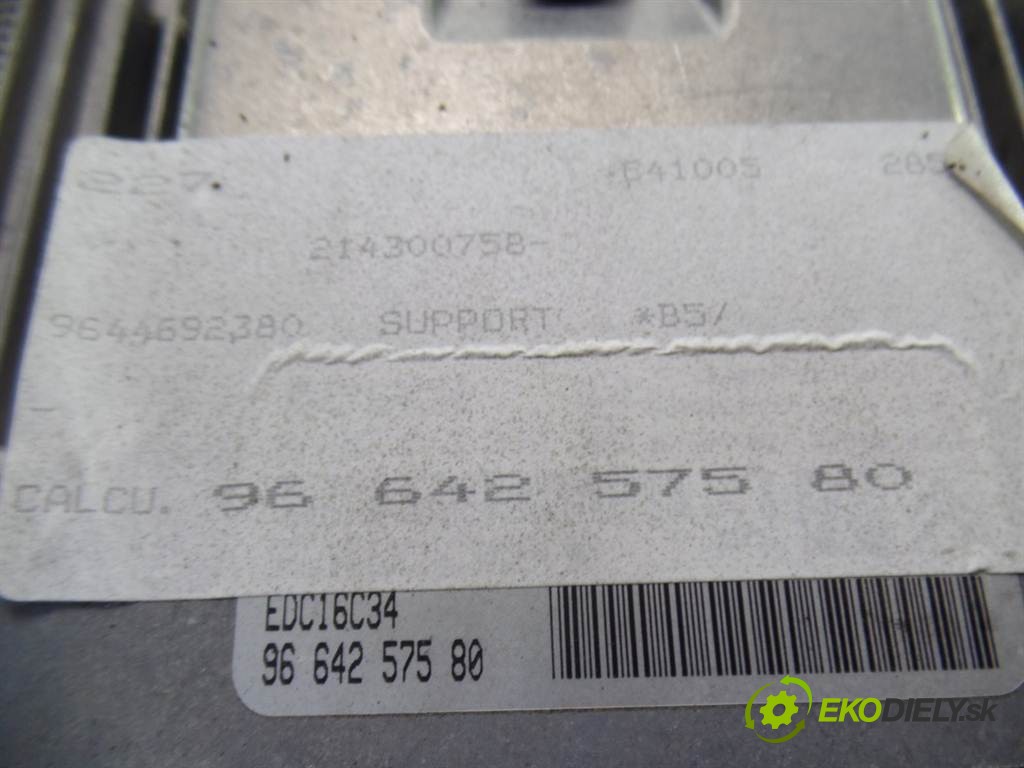 227
E41005 285
214300758-
9644692380 SUPPORT *B5/
CALCU. 96 642 575 80
EDC16C34
96 642 575 80
EKODIELY.sk